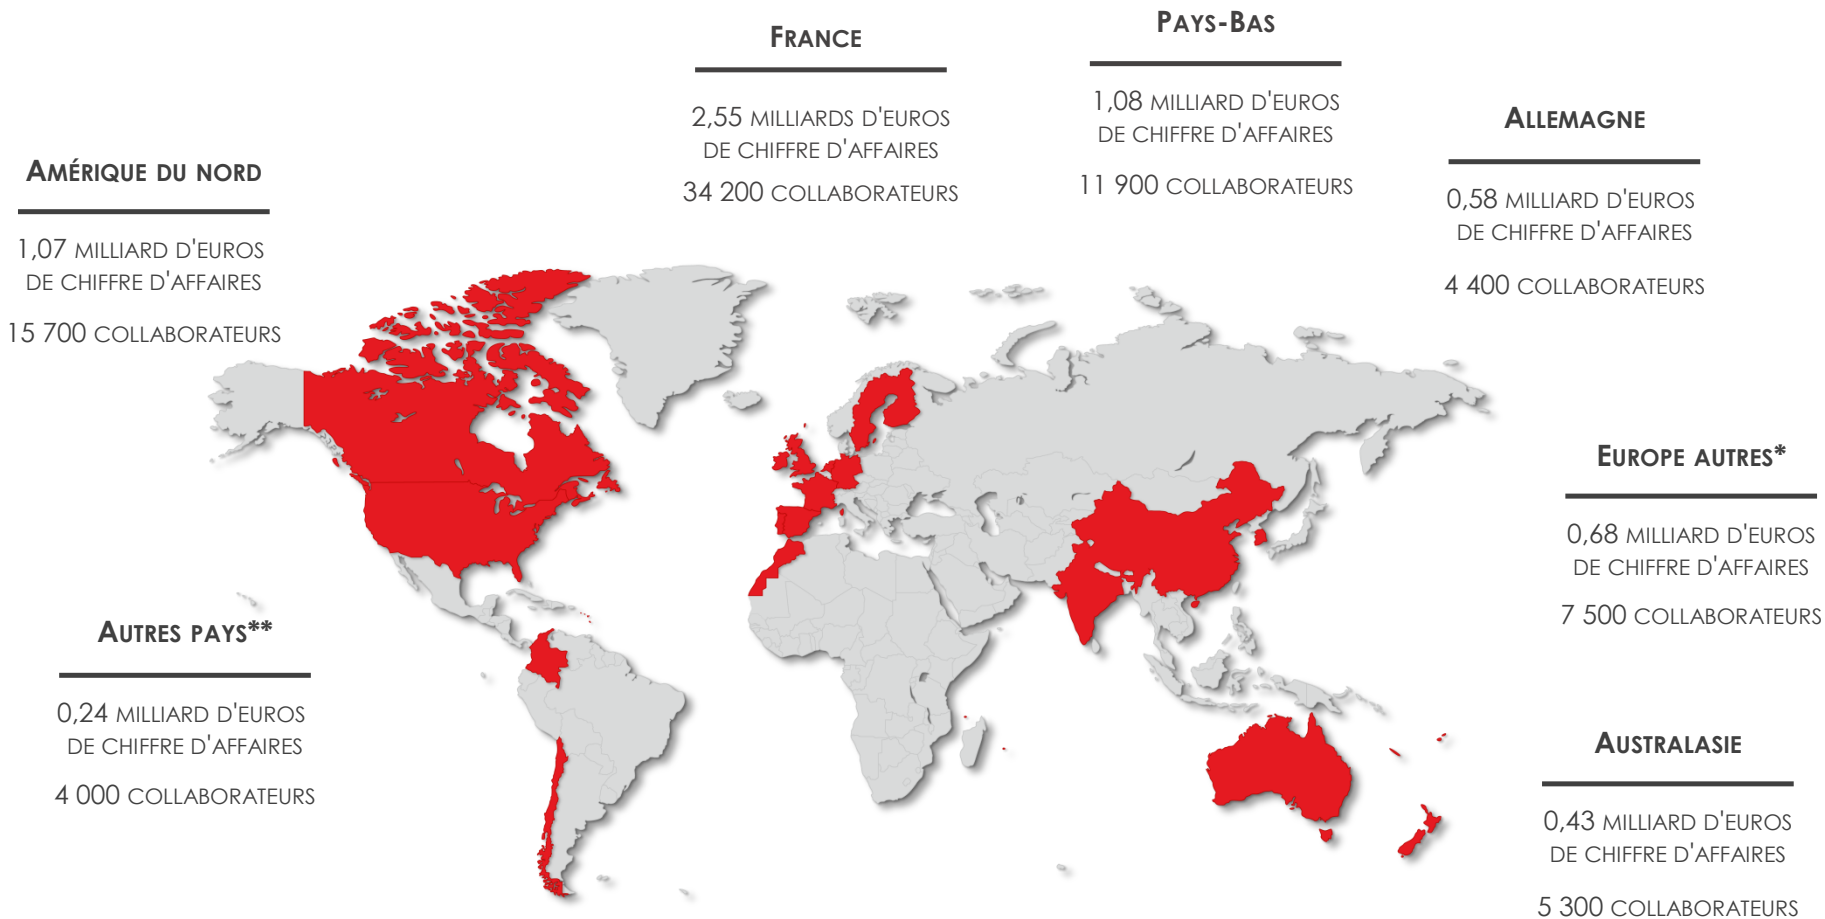 FRANCE
2,55 MILLIARDS D'EUROS
DE CHIFFRE D'AFFAIRES
34 200 COLLABORATEURS
PAYS-BAS
1,08 MILLIARD D'EUROS
DE CHIFFRE D'AFFAIRES
11 900 COLLABORATEURS
ALLEMAGNE
0,58 MILLIARD D'EUROS
DE CHIFFRE D'AFFAIRES
4 400 COLLABORATEURS
AMÉRIQUE DU NORD
1,07 MILLIARD D'EUROS
DE CHIFFRE D'AFFAIRES
15 700 COLLABORATEURS
EUROPE AUTRES*
0,68 MILLIARD D'EUROS
DE CHIFFRE D'AFFAIRES
7 500 COLLABORATEURS
AUTRES PAYS**
0,24 MILLIARD D'EUROS
DE CHIFFRE D'AFFAIRES
4 000 COLLABORATEURS
AUSTRALASIE
0,43 MILLIARD D'EUROS
DE CHIFFRE D'AFFAIRES
5 300 COLLABORATEURS